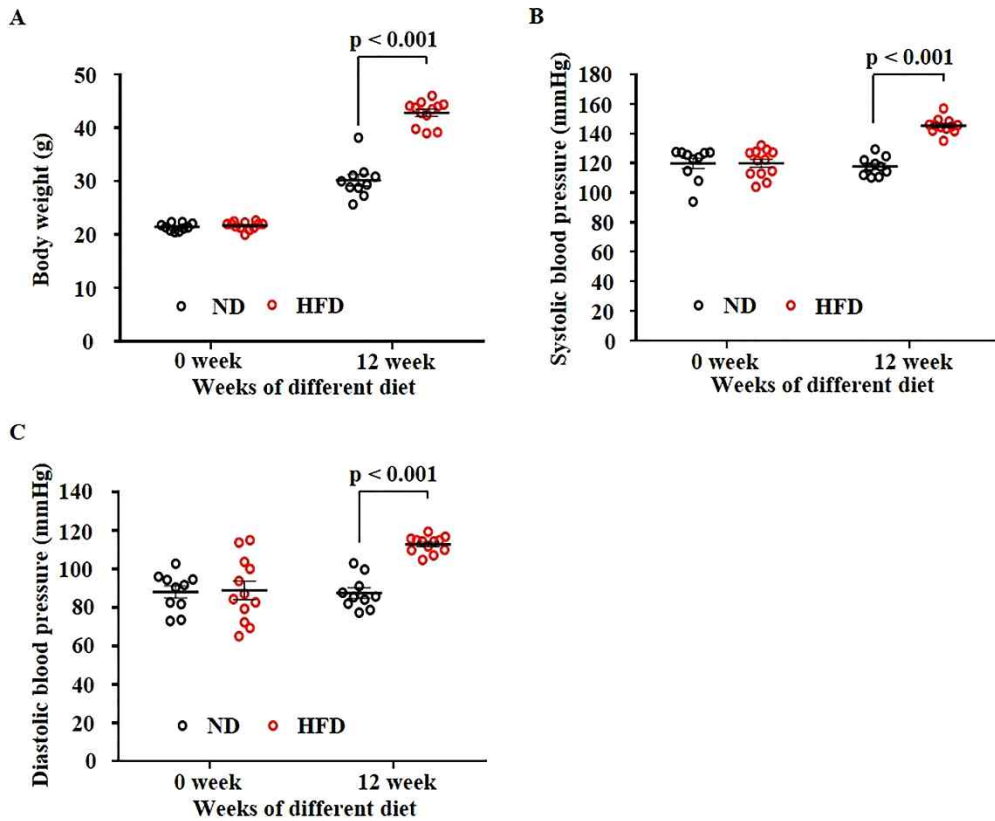 A
p < 0.001
Body weight (g)
50
40
30
20
10
0
ND HFD
0 week 12 week
Weeks of different diet
B
p < 0.001
Systolic blood pressure (mmHg)
180
160
140
120
100
80
60
40
20
0
ND HFD
0 week 12 week
Weeks of different diet
C
p < 0.001
Diastolic blood pressure (mmHg)
140
120
100
80
60
40
20
0
ND HFD
0 week 12 week
Weeks of different diet